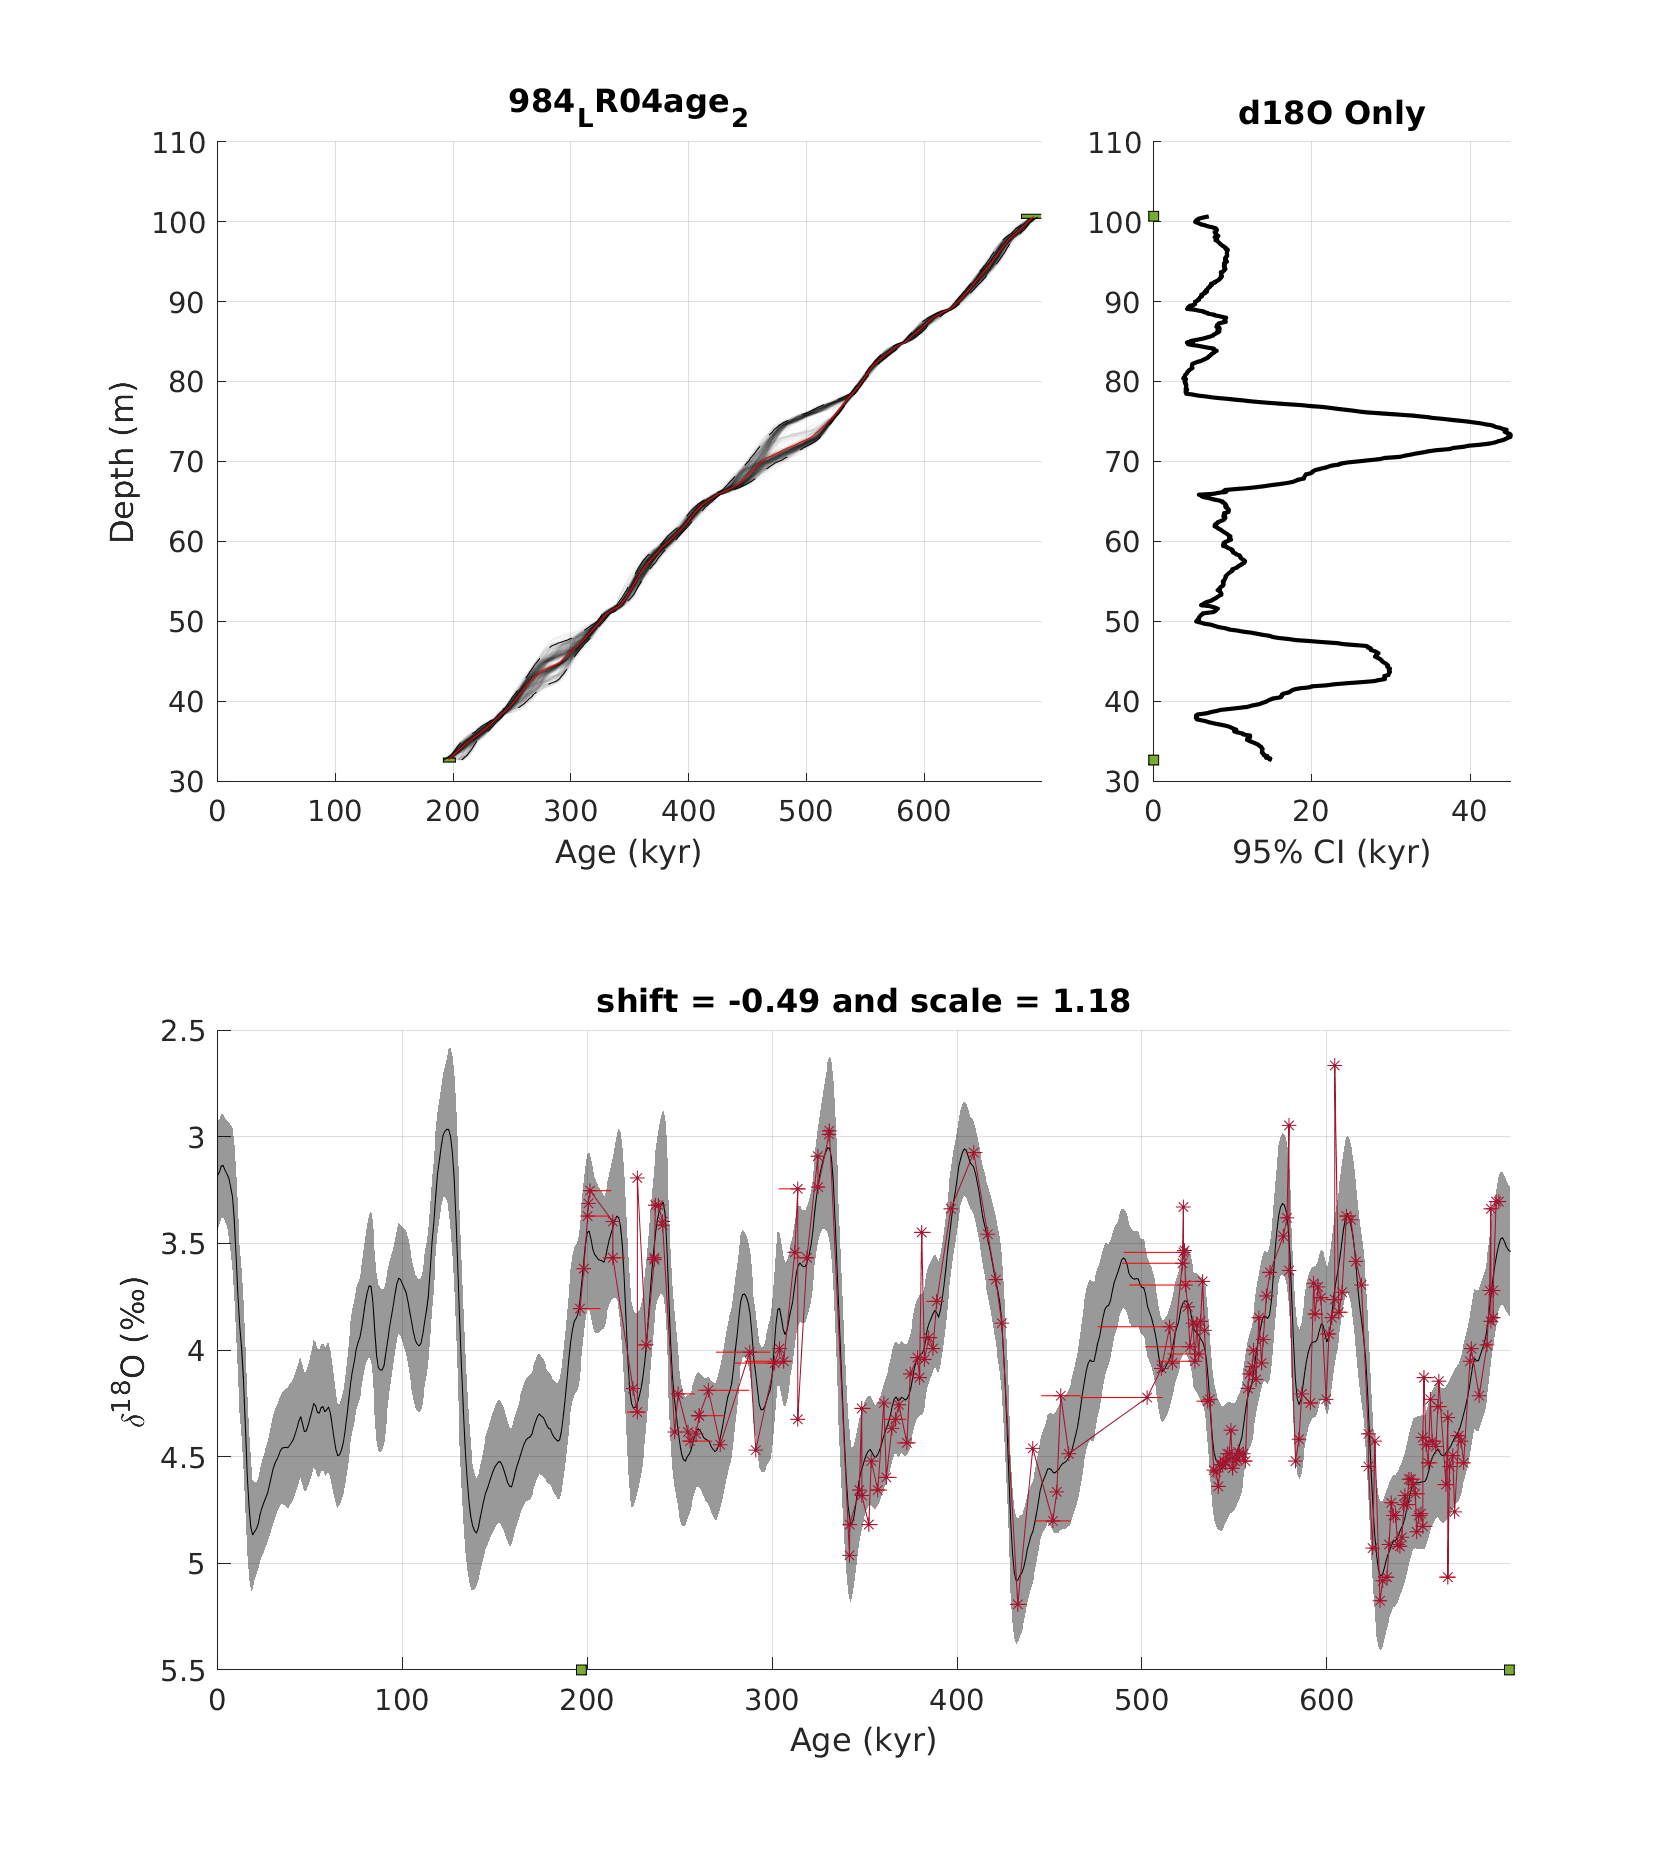 984LR04age2
d18O Only
110
100
90
80
70
60
50
40
30
Depth (m)
0 100 200 300 400 500 600
Age (kyr)
110
100
90
80
70
60
50
40
30
0 20 40
95% CI (kyr)
shift = -0.49 and scale = 1.18
2.5
3
3.5
4
4.5
5
5.5
δ18O (‰)
0 100 200 300 400 500 600
Age (kyr)